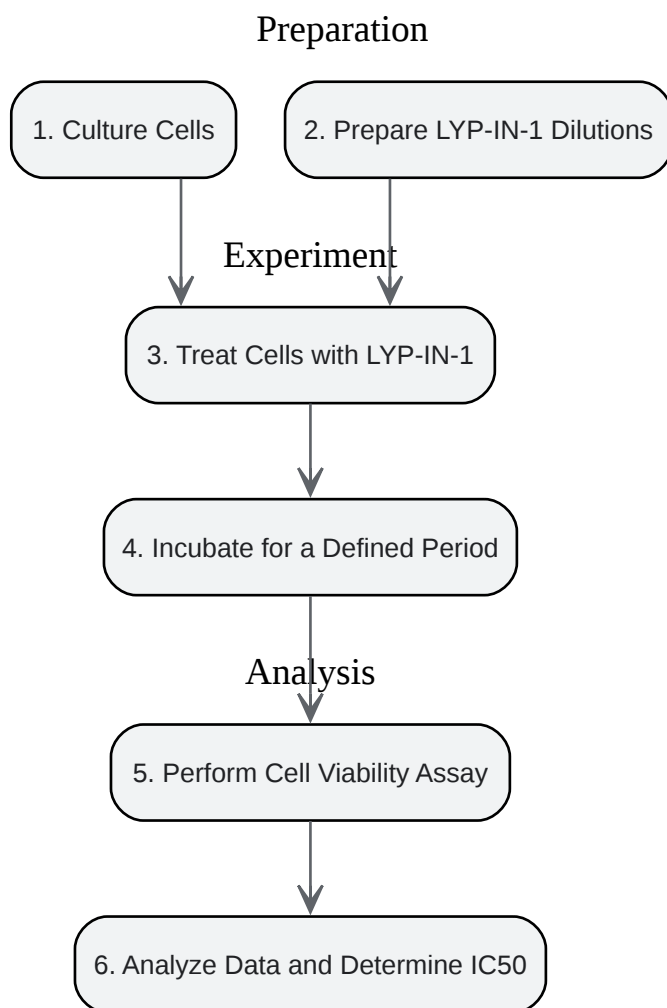 Preparation
1. Culture Cells
2. Prepare LYP-IN-1 Dilutions
Experiment
3. Treat Cells with LYP-IN-1
4. Incubate for a Defined Period
Analysis
5. Perform Cell Viability Assay
6. Analyze Data and Determine IC50